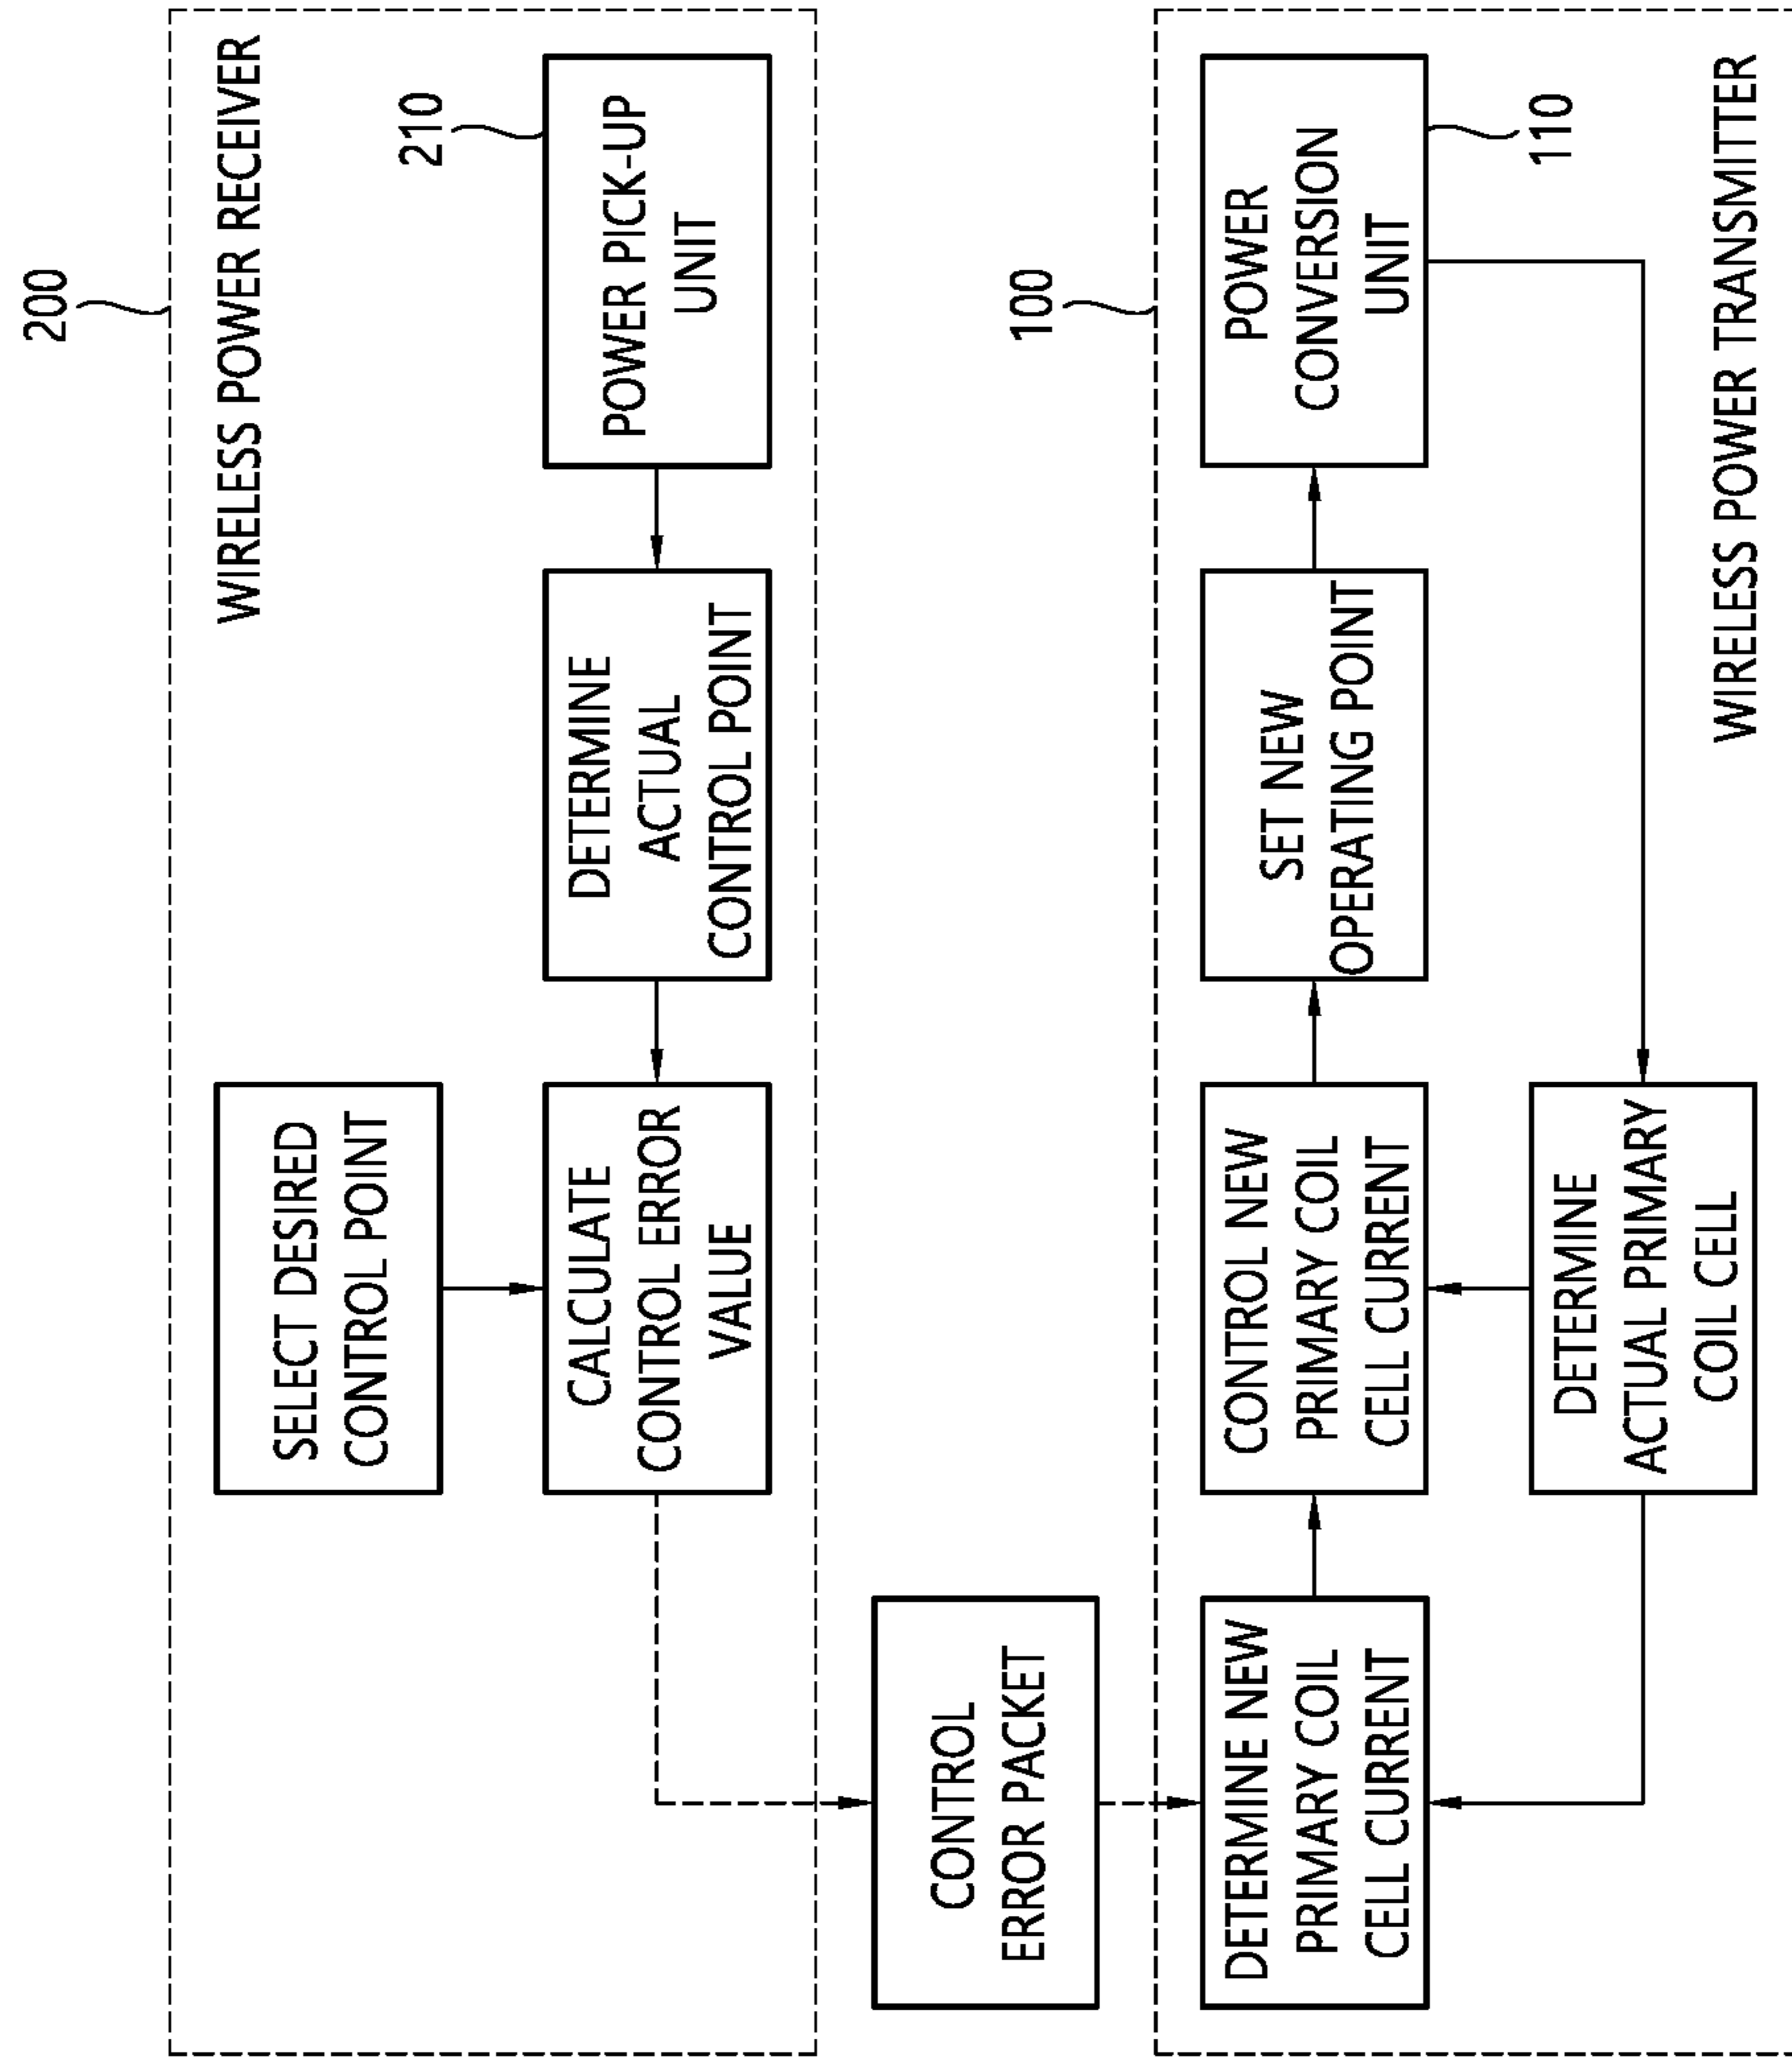 200
WIRELESS POWER RECEIVER
SELECT DESIRED
CONTROL POINT
210
CALCULATE
CONTROL ERROR
VALUE
DETERMINE
ACTUAL
CONTROL POINT
POWER PICK-UP
UNIT
CONTROL
ERROR PACKET
100
DETERMINE NEW
PRIMARY COIL
CELL CURRENT
CONTROL NEW
PRIMARY COIL
CELL CURRENT
SET NEW
OPERATING POINT
POWER
CONVERSION
UNIT
110
DETERMINE
ACTUAL PRIMARY
COIL CELL
WIRELESS POWER TRANSMITTER